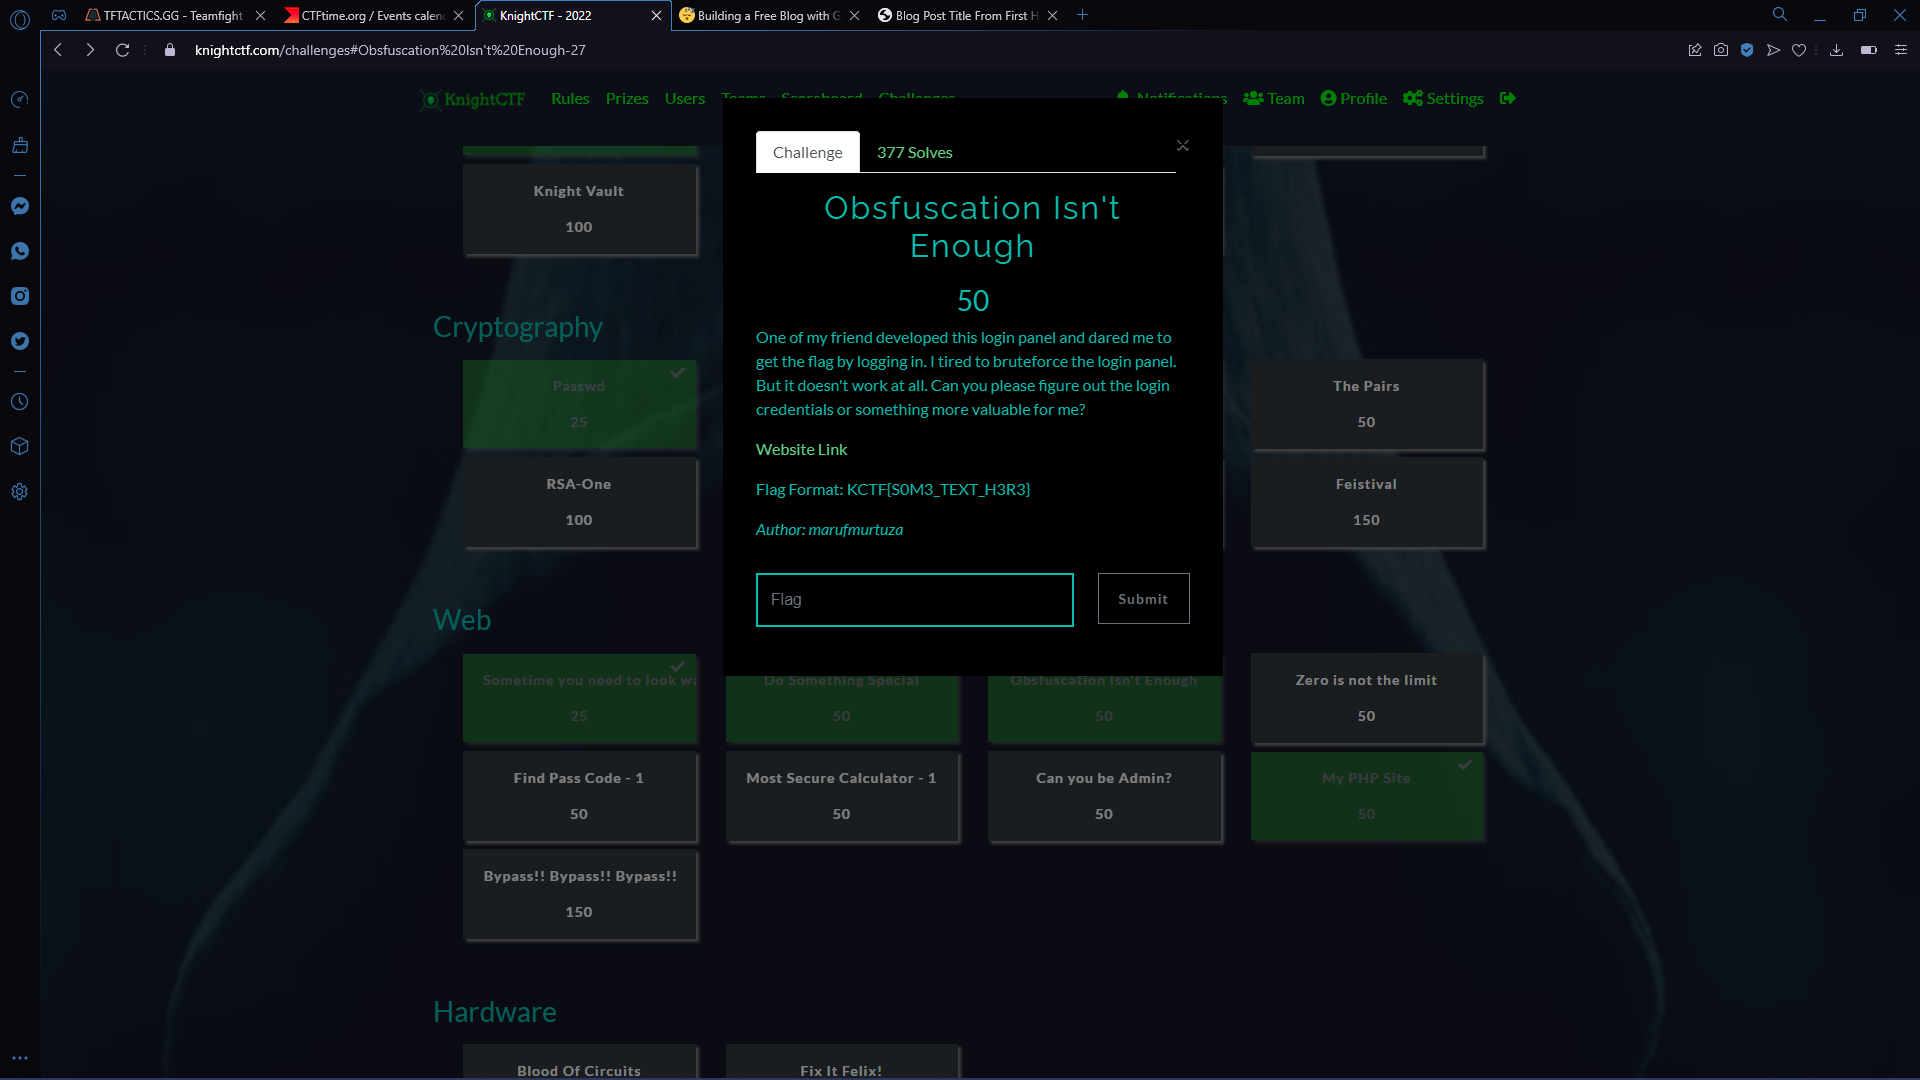 TFTACTICS.GG - Teamfight
CTFtime.org / Events calen
KnightCTF - 2022
Building a Free Blog with G
Blog Post Title From First H
knightctf.com/challenges#Obsfuscation%20Isn't%20Enough-27
KnightCTF Rules Prizes Users Teams Scoreboard Challenges Notifications Team Profile Settings
Challenge 377 Solves
Obsfuscation Isn't
Enough
50
One of my friend developed this login panel and dared me to
get the flag by logging in. I tired to bruteforce the login panel.
But it doesn't work at all. Can you please figure out the login
credentials or something more valuable for me?
Website Link
Flag Format: KCTF{S0M3_TEXT_H3R3}
Author: marufmurtuza
Flag
Submit
Knight Vault
100
Cryptography
Passwd
25
The Pairs
50
RSA-One
100
Feistival
150
Web
Sometime you need to look wa
25
Do Something Special
50
Obsfuscation Isn't Enough
50
Zero is not the limit
50
Find Pass Code - 1
50
Most Secure Calculator - 1
50
Can you be Admin?
50
My PHP Site
50
Bypass!! Bypass!! Bypass!!
150
Hardware
Blood Of Circuits
Fix It Felix!